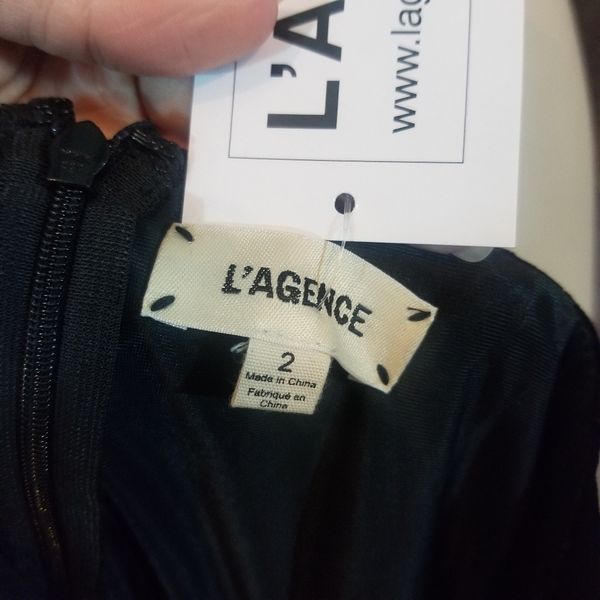 L'A
www.lag
L'AGENCE
2
Made in China
Fabriqué en
China